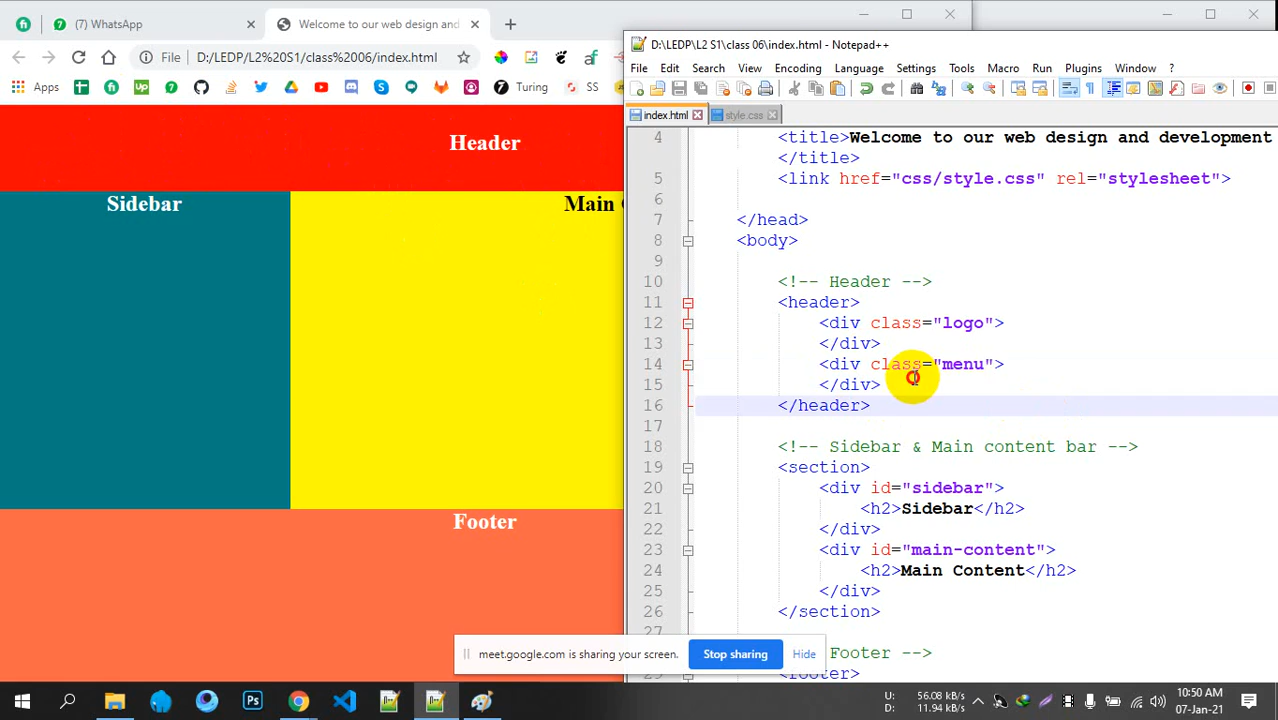 (7) WhatsApp
Welcome to our web design and
File
D:/LEDP/L2%20S1/class%2006/index.html
Apps
Turing
SS
Header
Sidebar
Main
Footer
D:\LEDP\L2 S1\class 06\index.html - Notepad++
File Edit Search View Encoding Language Settings Tools Macro Run Plugins Window ?
index.html
style.css
4 <title>Welcome to our web design and development
</title>
5 <link href="css/style.css" rel="stylesheet">
6
7 </head>
8 <body>
9
10 <!-- Header -->
11 <header>
12 <div class="logo">
13 </div>
14 <div class="menu">
15 </div>
16 </header>
17
18 <!-- Sidebar & Main content bar -->
19 <section>
20 <div id="sidebar">
21 <h2>Sidebar</h2>
22 </div>
23 <div id="main-content">
24 <h2>Main Content</h2>
25 </div>
26 </section>
27
Footer -->
<footer>
meet.google.com is sharing your screen.
Stop sharing
Hide
U: 56.08 kB/s
D: 11.94 kB/s
10:50 AM
07-Jan-21